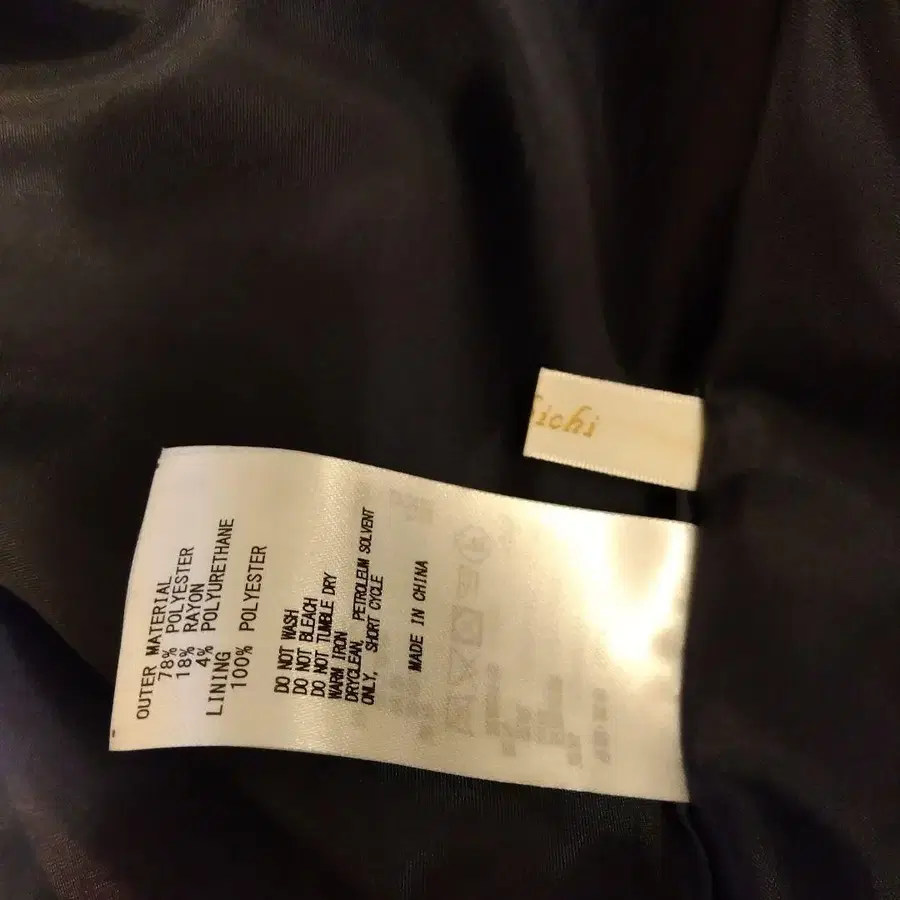 ichi
OUTER MATERIAL
78% POLYESTER
18% RAYON
4% POLYURETHANE
LINING
100% POLYESTER
DO NOT WASH
DO NOT BLEACH
DO NOT TUMBLE DRY
WARM IRON
DRYCLEAN, PETROLEUM SOLVENT
ONLY, SHORT CYCLE
MADE IN CHINA